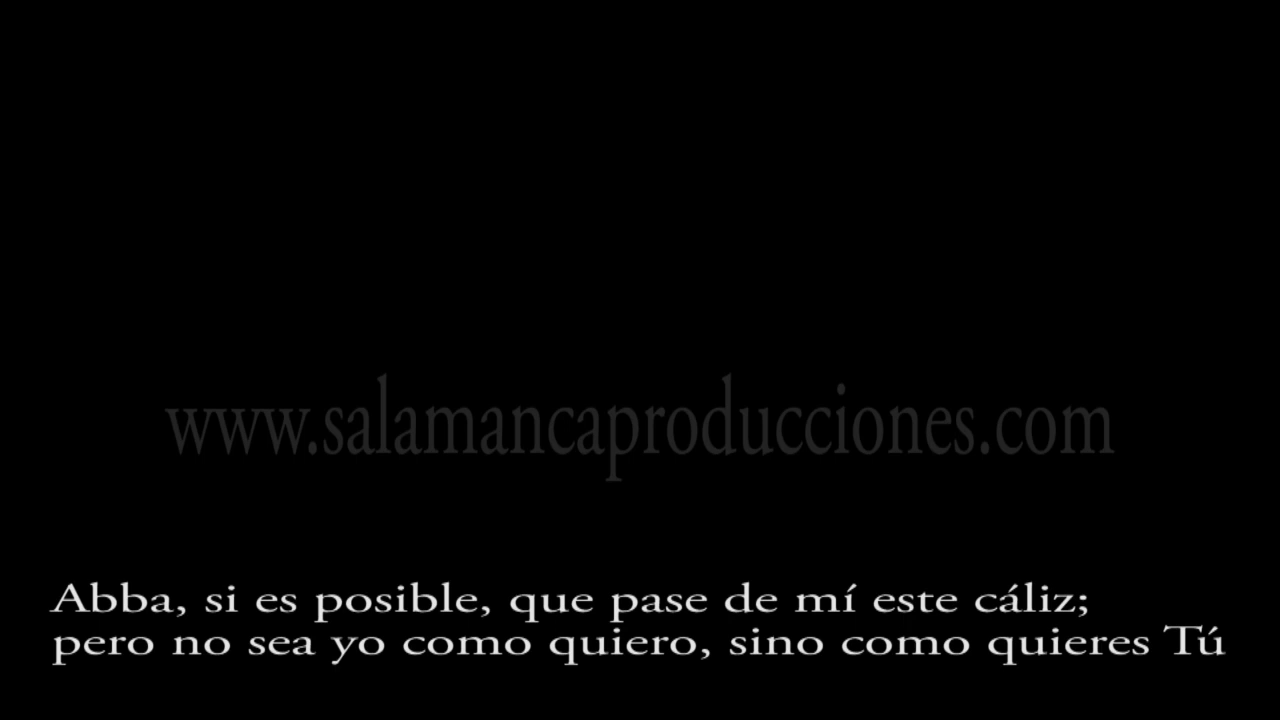 www.salamancaproducciones.com
Abba, si es posible, que pase de mí este cáliz;
pero no sea yo como quiero, sino como quieres Tú